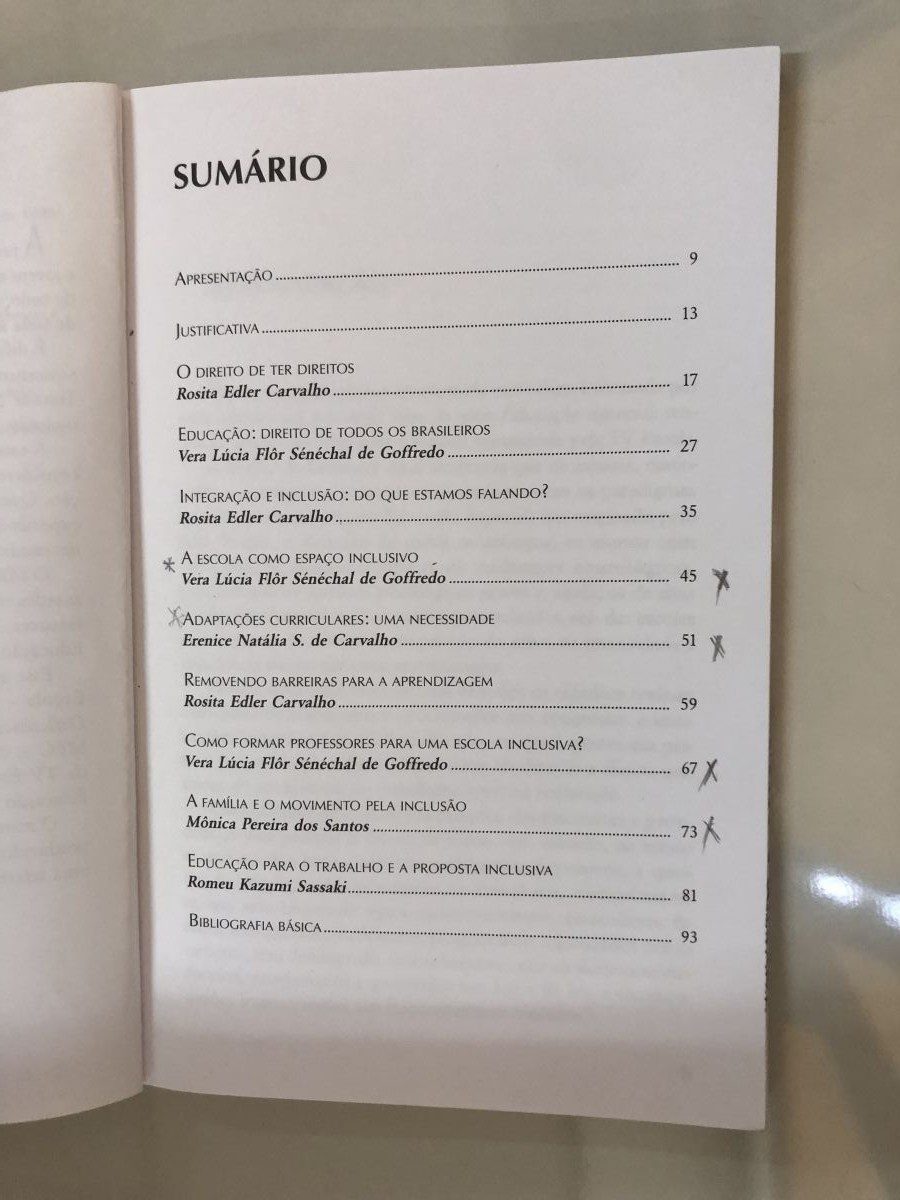 SUMÁRIO
APRESENTAÇÃO 9
JUSTIFICATIVA 13
O DIREITO DE TER DIREITOS
Rosita Edler Carvalho 17
EDUCAÇÃO: DIREITO DE TODOS OS BRASILEIROS
Vera Lúcia Flôr Sénéchal de Goffredo 27
INTEGRAÇÃO E INCLUSÃO: DO QUE ESTAMOS FALANDO?
Rosita Edler Carvalho 35
A ESCOLA COMO ESPAÇO INCLUSIVO
Vera Lúcia Flôr Sénéchal de Goffredo 45
ADAPTAÇÕES CURRICULARES: UMA NECESSIDADE
Erenice Natália S. de Carvalho 51
REMOVENDO BARREIRAS PARA A APRENDIZAGEM
Rosita Edler Carvalho 59
COMO FORMAR PROFESSORES PARA UMA ESCOLA INCLUSIVA?
Vera Lúcia Flôr Sénéchal de Goffredo 67
A FAMÍLIA E O MOVIMENTO PELA INCLUSÃO
Mônica Pereira dos Santos 73
EDUCAÇÃO PARA O TRABALHO E A PROPOSTA INCLUSIVA
Romeu Kazumi Sassaki 81
BIBLIOGRAFIA BÁSICA 93